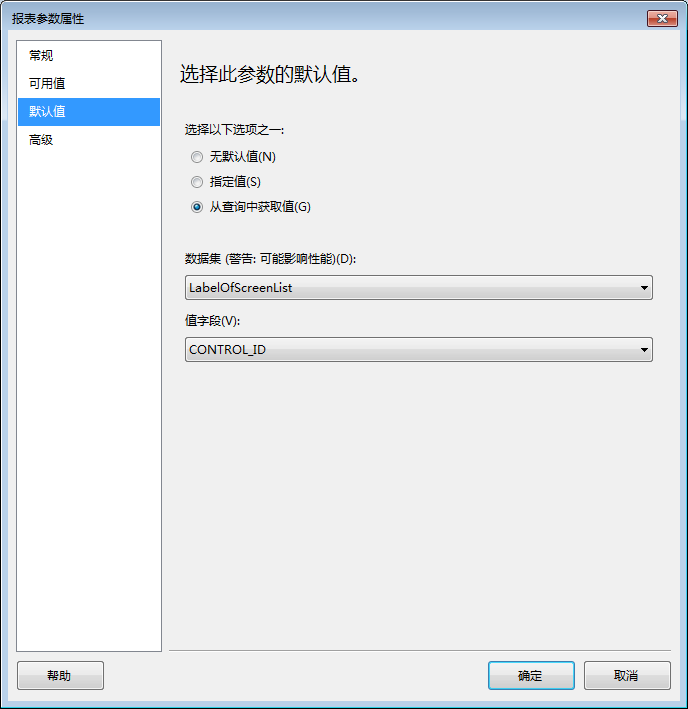 报表参数属性
常规
可用值
默认值
高级
选择此参数的默认值。
选择以下选项之一:
无默认值(N)
指定值(S)
从查询中获取值(G)
数据集 (警告: 可能影响性能)(D):
LabelOfScreenList
值字段(V):
CONTROL_ID
帮助
确定
取消